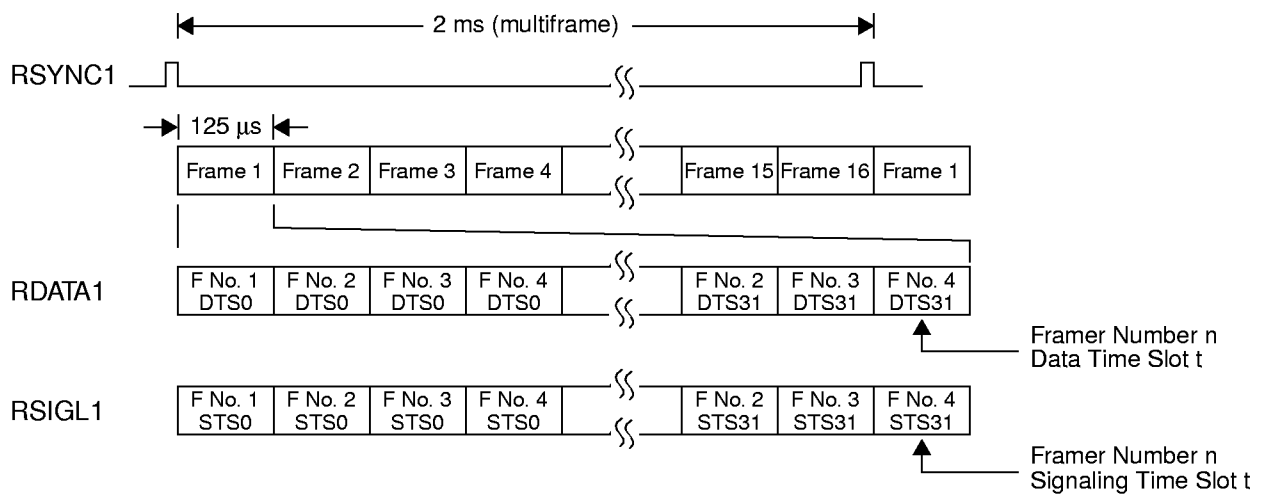 2 ms (multiframe)
RSYNC1
125 µs
Frame 1 Frame 2 Frame 3 Frame 4 Frame 15 Frame 16 Frame 1
F No. 1 F No. 2 F No. 3 F No. 4 F No. 2 F No. 3 F No. 4
RDATA1
DTS0 DTS0 DTS0 DTS0 DTS31 DTS31 DTS31
Framer Number n
Data Time Slot t
F No. 1 F No. 2 F No. 3 F No. 4 F No. 2 F No. 3 F No. 4
RSIGL1
STS0 STS0 STS0 STS0 STS31 STS31 STS31
Framer Number n
Signaling Time Slot t